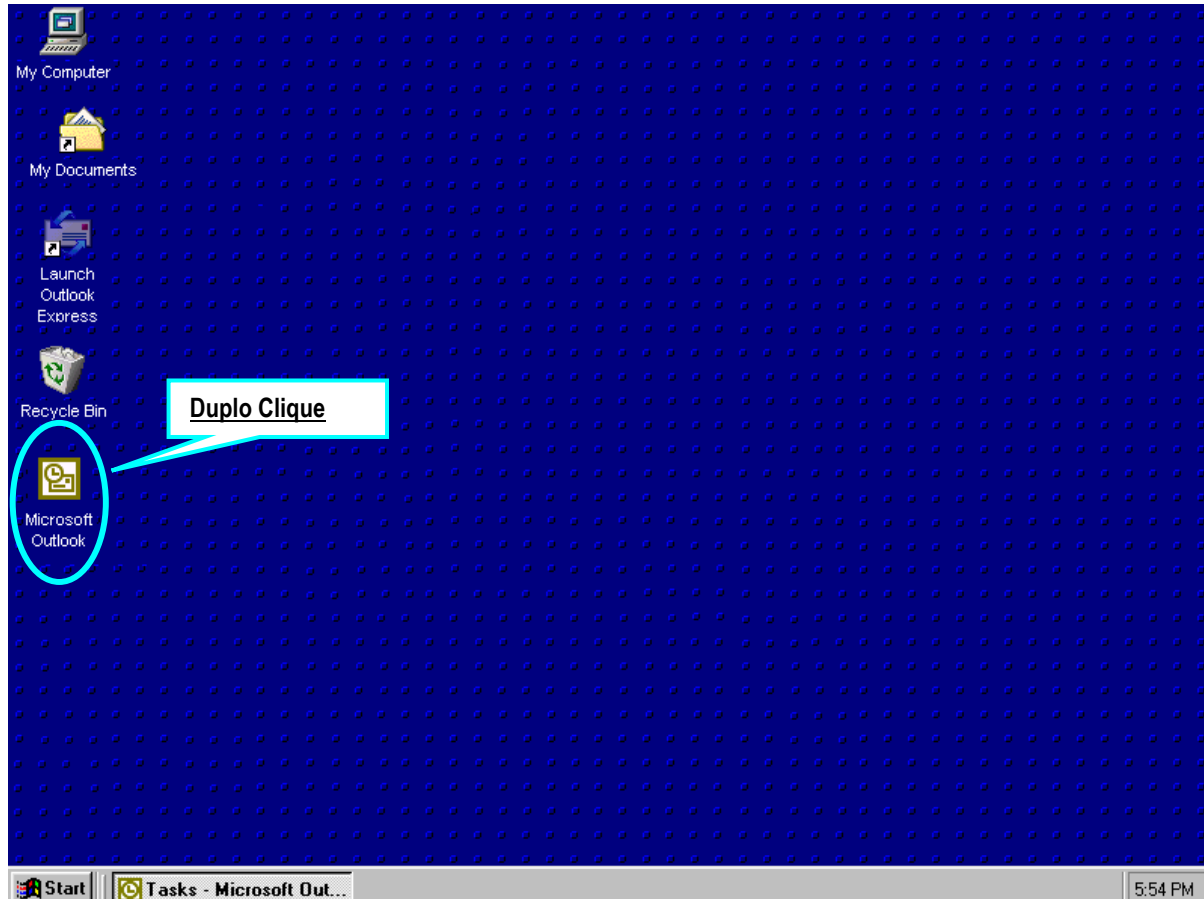 My Computer
My Documents
Launch
Outlook
Express
Recycle Bin
Duplo Clique
Microsoft
Outlook
Start
Tasks - Microsoft Out...
5:54 PM